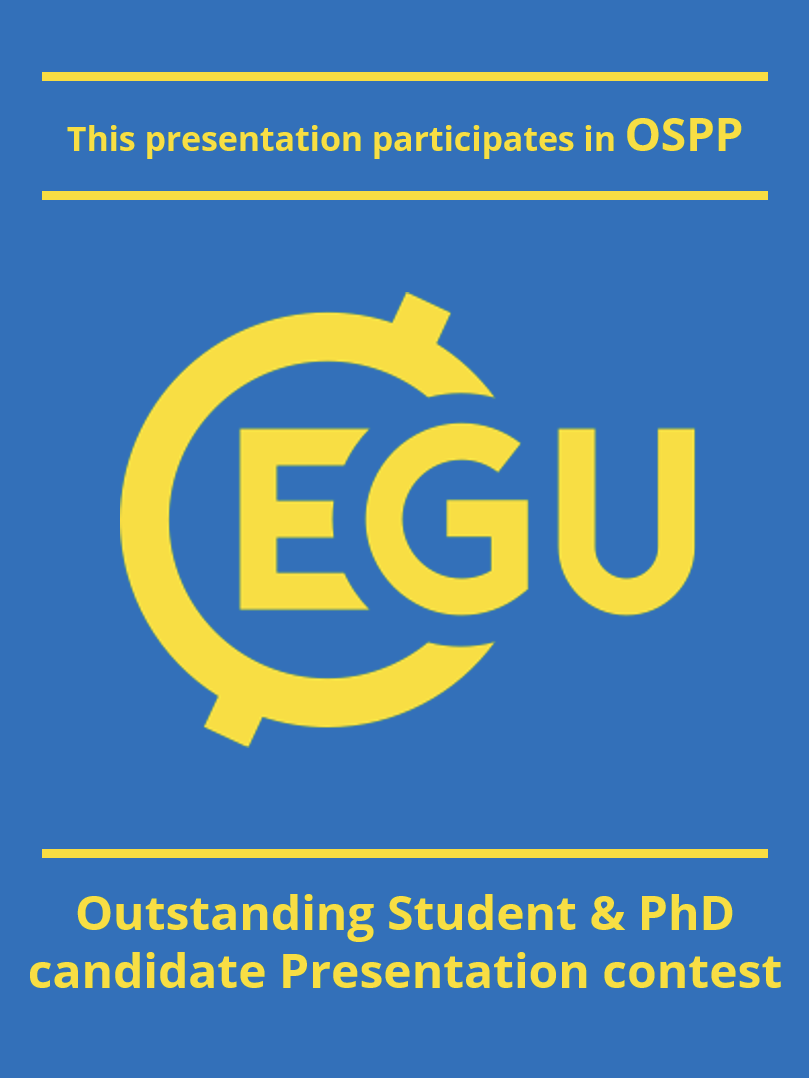 This presentation participates in OSPP
EGU
Outstanding Student & PhD
candidate Presentation contest